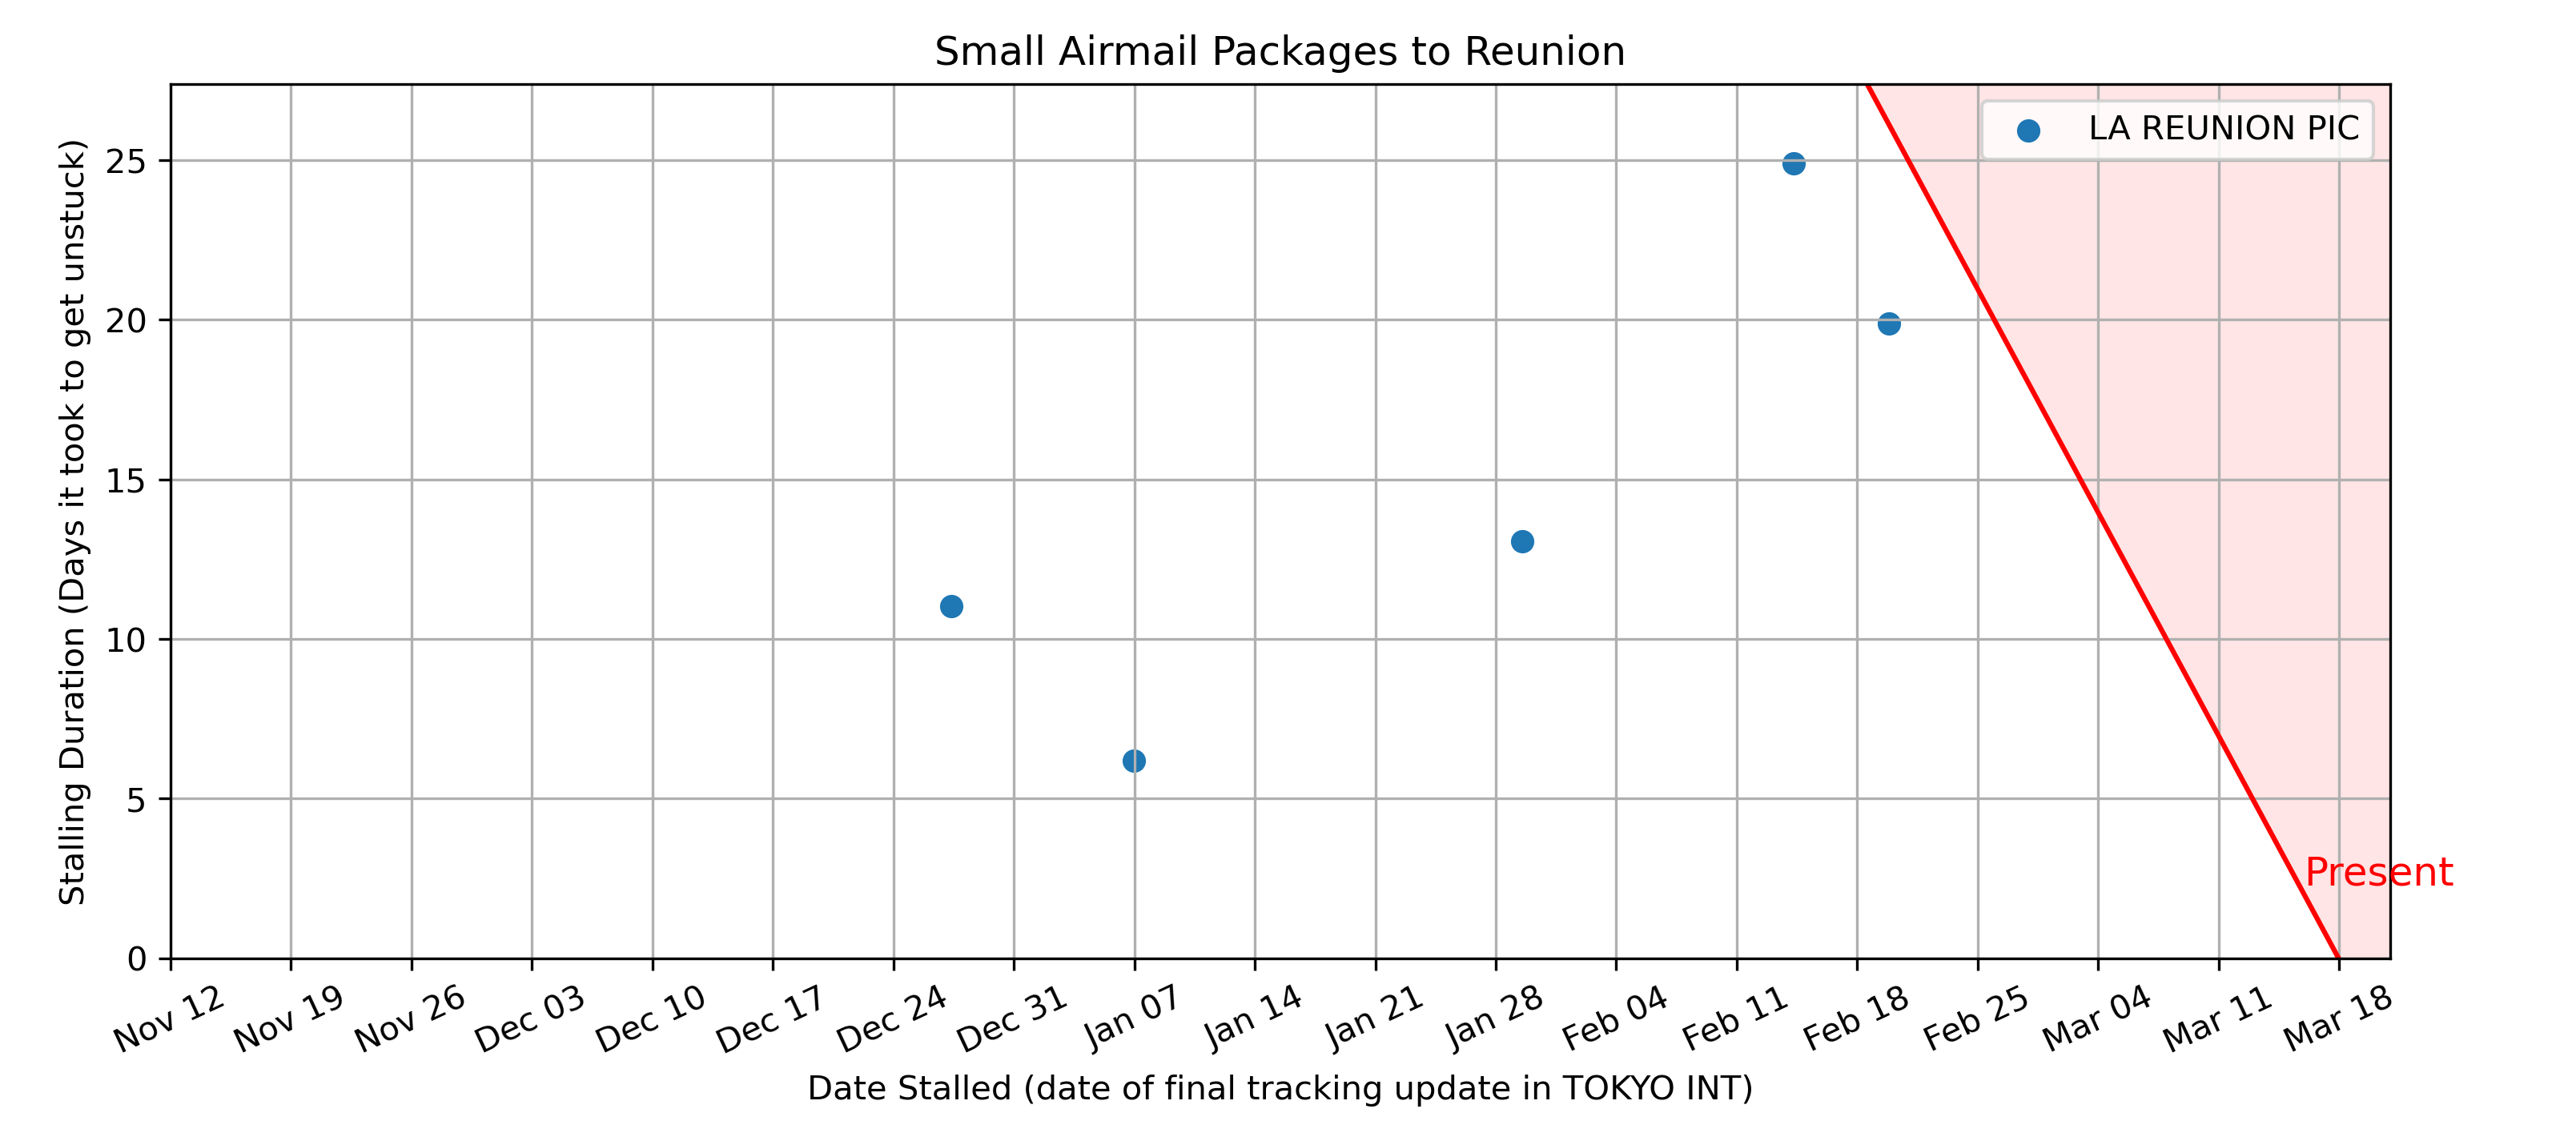 Small Airmail Packages to Reunion
LA REUNION PIC
Stalling Duration (Days it took to get unstuck)
25
20
15
10
5
0
Present
Nov 12
Nov 19
Nov 26
Dec 03
Dec 10
Dec 17
Dec 24
Dec 31
Jan 07
Jan 14
Jan 21
Jan 28
Feb 04
Feb 11
Feb 18
Feb 25
Mar 04
Mar 11
Mar 18
Date Stalled (date of final tracking update in TOKYO INT)